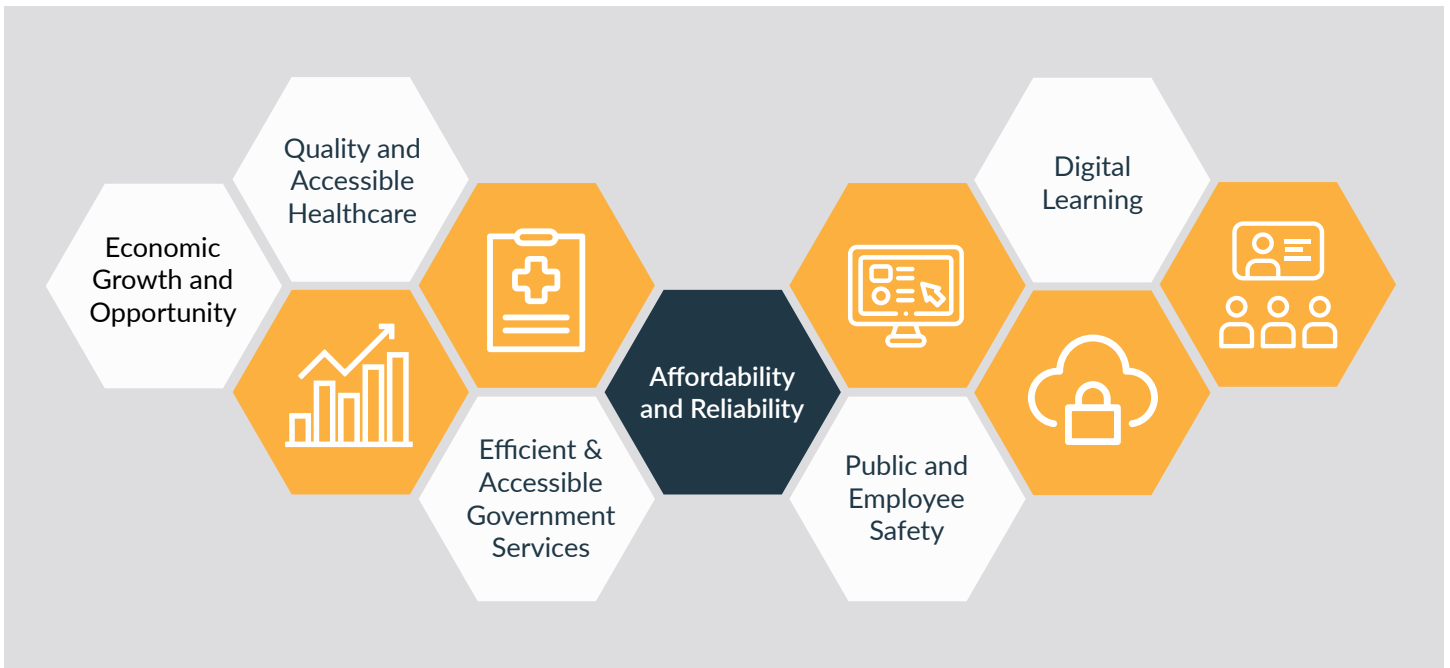 Economic
Growth and
Opportunity
Quality and
Accessible
Healthcare
Efficient &
Accessible
Government
Services
Affordability
and Reliability
Public and
Employee
Safety
Digital
Learning